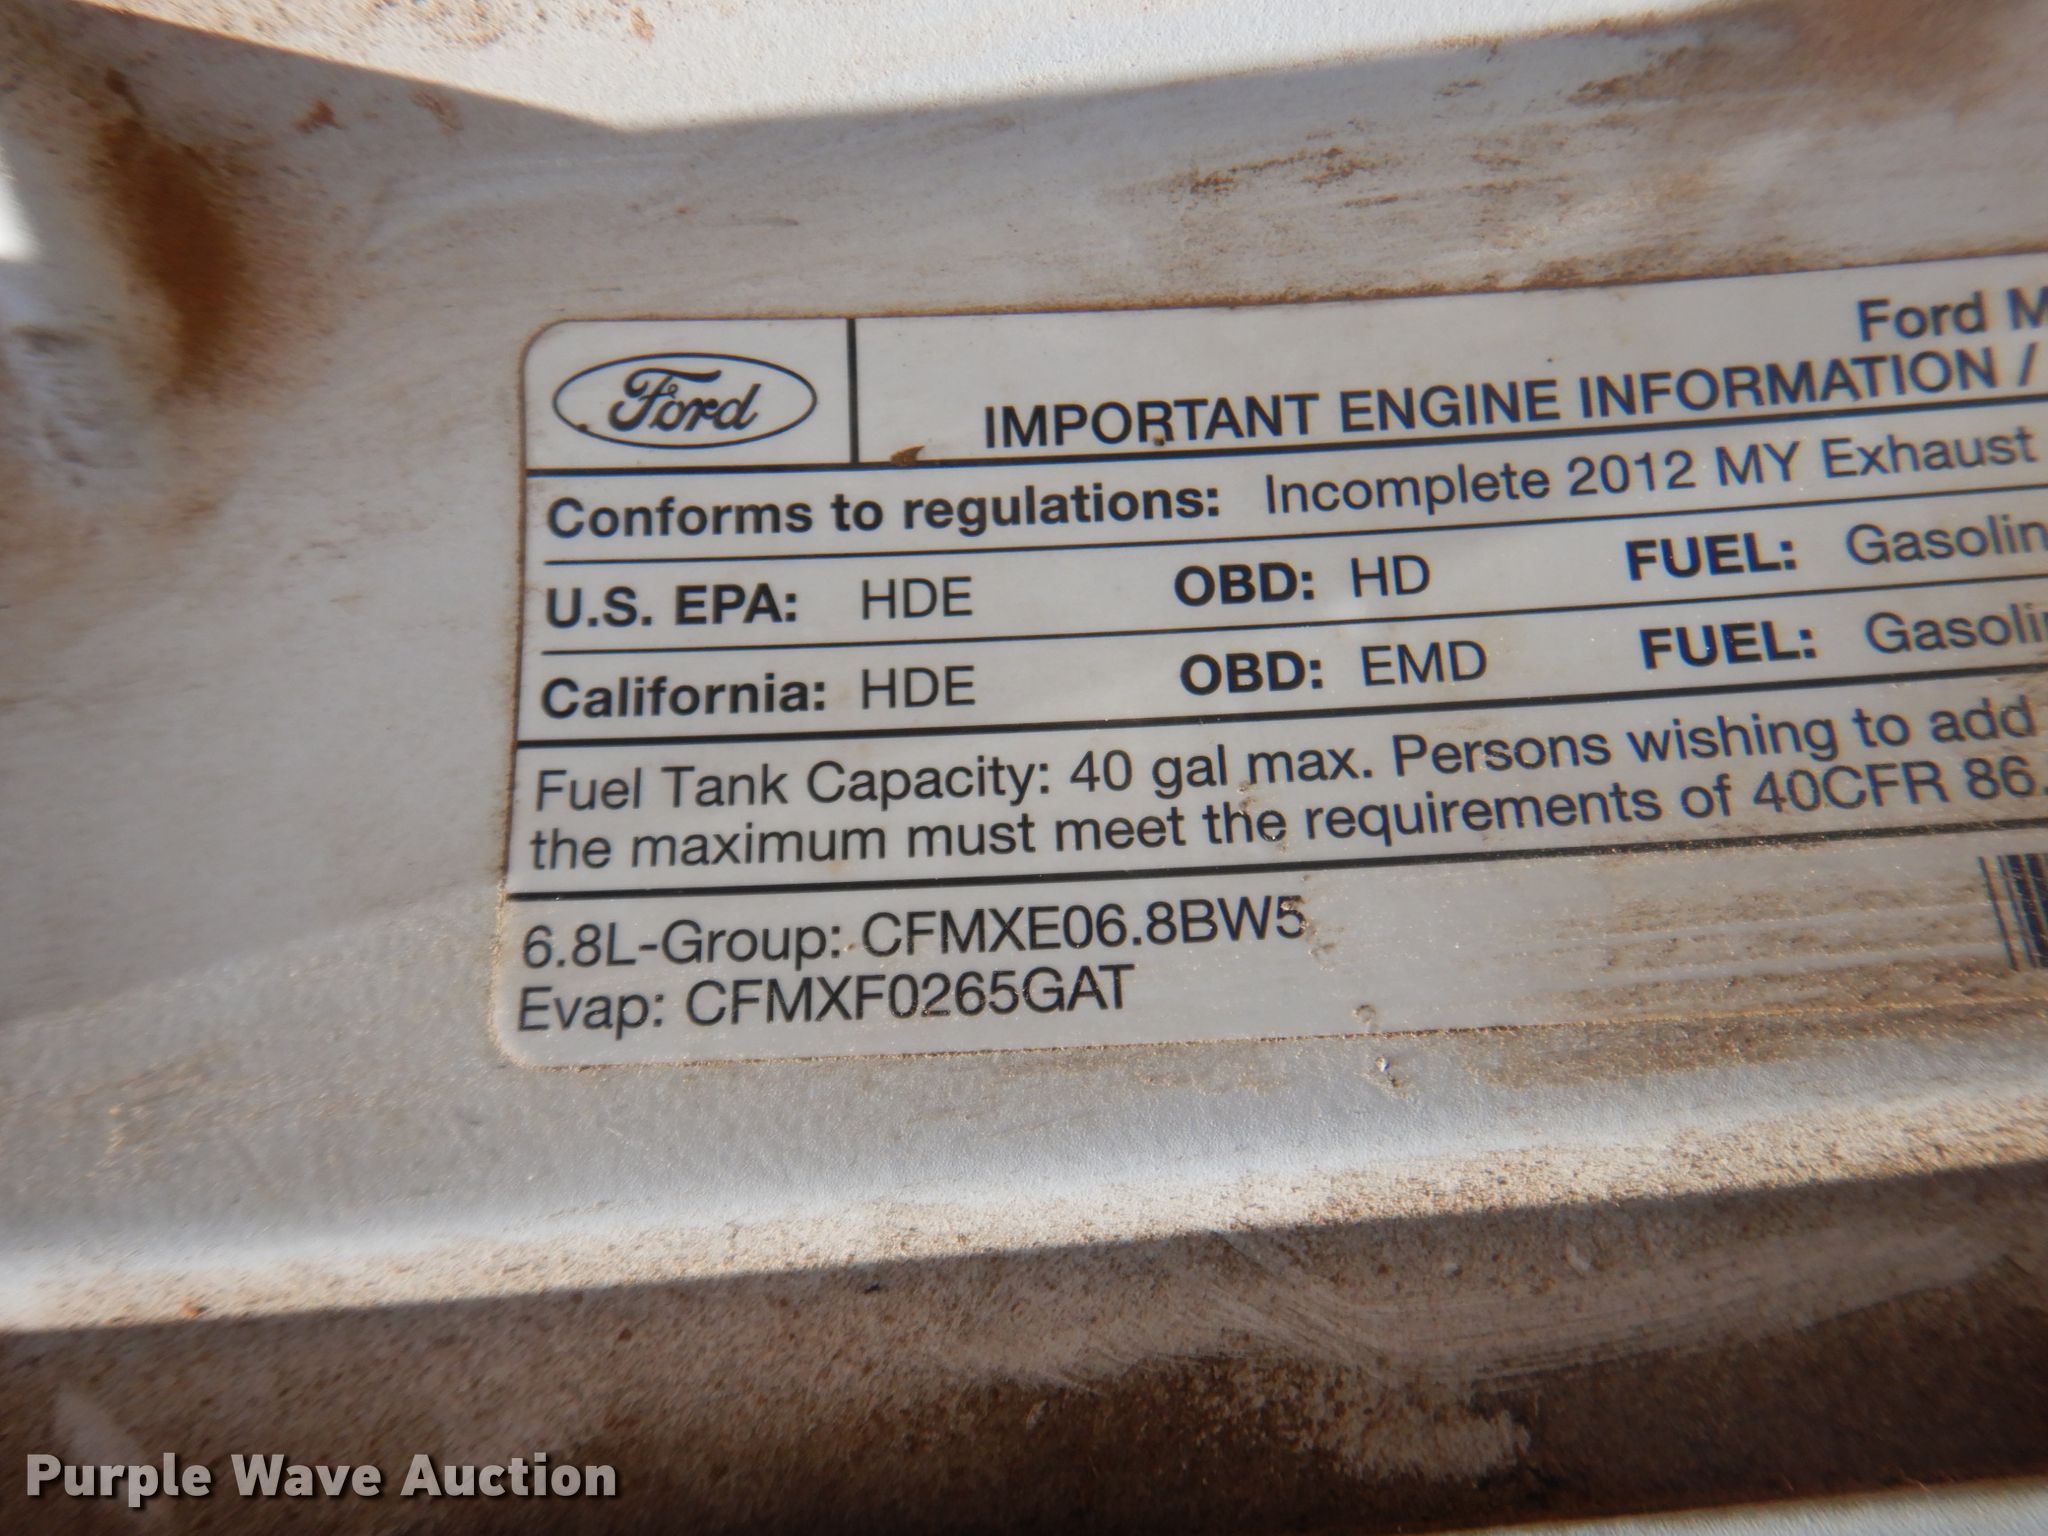 Ford
Ford M
IMPORTANT ENGINE INFORMATION /
Conforms to regulations: Incomplete 2012 MY Exhaust
U.S. EPA: HDE OBD: HD FUEL: Gasolin
California: HDE OBD: EMD FUEL: Gasolin
Fuel Tank Capacity: 40 gal max. Persons wishing to add
the maximum must meet the requirements of 40CFR 86.
6.8L-Group: CFMXE06.8BW5
Evap: CFMXF0265GAT
Purple Wave Auction